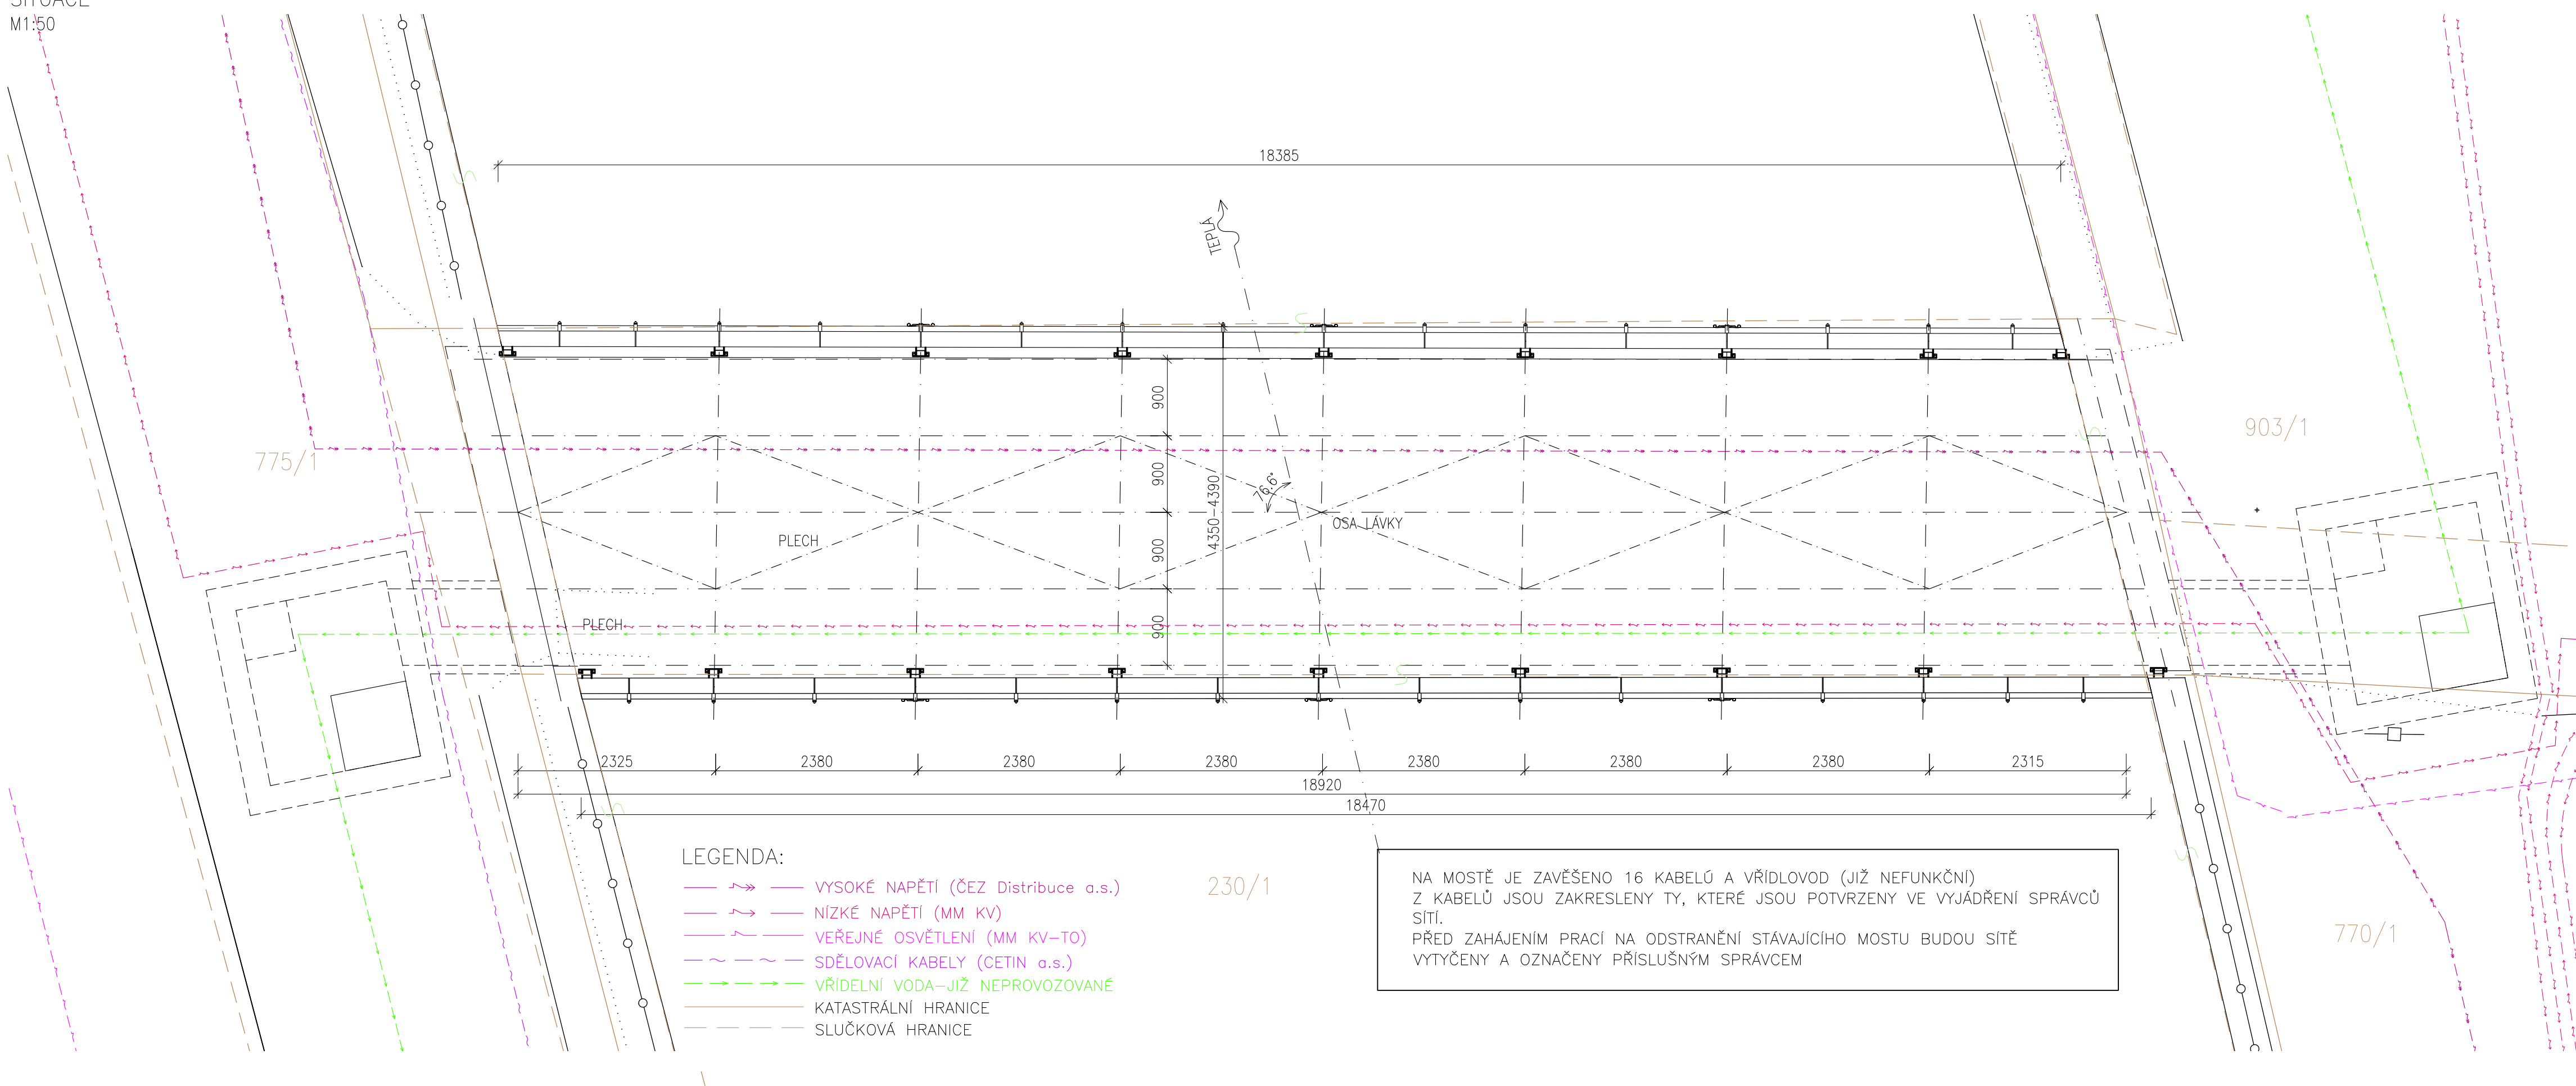 SITUACE
M1:50
18385
TEPLÁ
775/1
903/1
900
900
900
900
4350-4390
76.6°
OSA LÁVKY
PLECH
PLECH
2325
2380
2380
2380
2380
2380
2380
2315
18920
18470
LEGENDA:
VYSOKÉ NAPĚTÍ (ČEZ Distribuce a.s.)
NÍZKÉ NAPĚTÍ (MM KV)
VEŘEJNÉ OSVĚTLENÍ (MM KV-TO)
SDĚLOVACÍ KABELY (CETIN a.s.)
VŘÍDELNÍ VODA-JIŽ NEPROVOZOVANÉ
KATASTRÁLNÍ HRANICE
SLUČKOVÁ HRANICE
230/1
NA MOSTĚ JE ZAVĚŠENO 16 KABELÚ A VŘÍDLOVOD (JIŽ NEFUNKČNÍ)
Z KABELŮ JSOU ZAKRESLENY TY, KTERÉ JSOU POTVRZENY VE VYJÁDŘENÍ SPRÁVCŮ
SÍTÍ.
PŘED ZAHÁJENÍM PRACÍ NA ODSTRANĚNÍ STÁVAJÍCÍHO MOSTU BUDOU SÍTĚ
VYTYČENY A OZNAČENY PŘÍSLUŠNÝM SPRÁVCEM
770/1